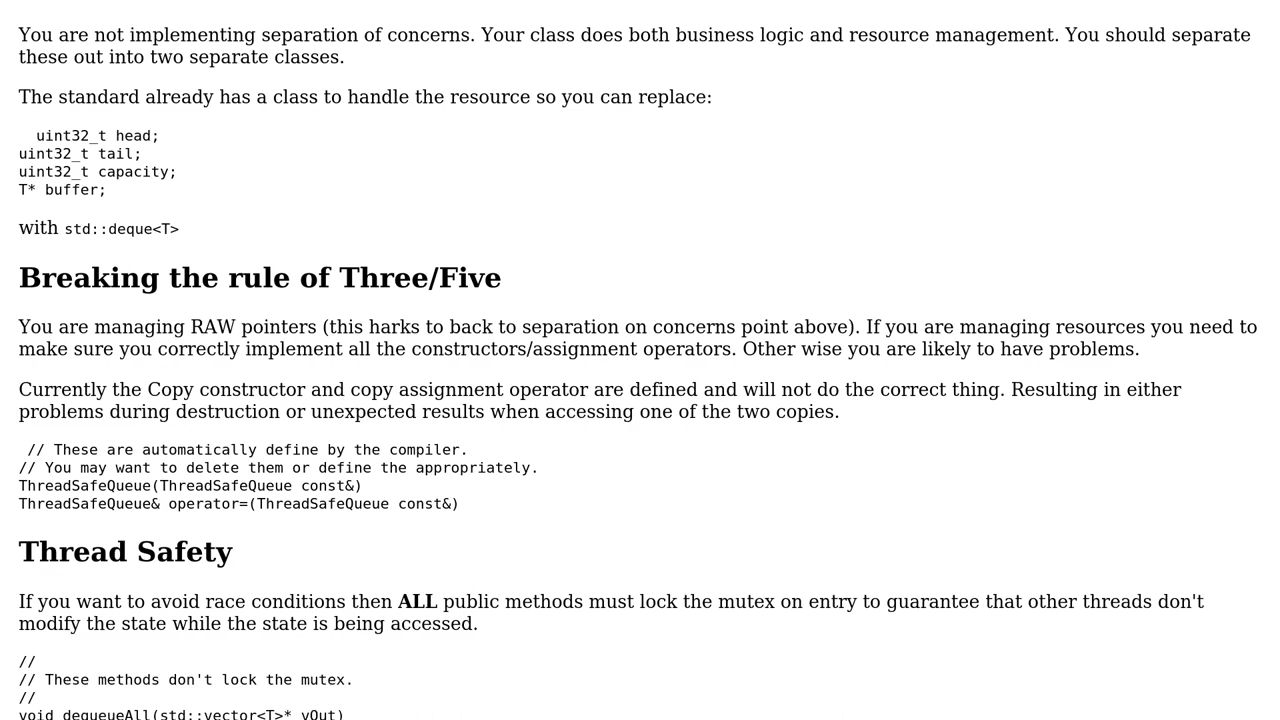 You are not implementing separation of concerns. Your class does both business logic and resource management. You should separate
these out into two separate classes.
The standard already has a class to handle the resource so you can replace:
uint32_t head;
uint32_t tail;
uint32_t capacity;
T* buffer;
with std::deque<T>
Breaking the rule of Three/Five
You are managing RAW pointers (this harks to back to separation on concerns point above). If you are managing resources you need to
make sure you correctly implement all the constructors/assignment operators. Other wise you are likely to have problems.
Currently the Copy constructor and copy assignment operator are defined and will not do the correct thing. Resulting in either
problems during destruction or unexpected results when accessing one of the two copies.
// These are automatically define by the compiler.
// You may want to delete them or define the appropriately.
ThreadSafeQueue(ThreadSafeQueue const&)
ThreadSafeQueue& operator=(ThreadSafeQueue const&)
Thread Safety
If you want to avoid race conditions then ALL public methods must lock the mutex on entry to guarantee that other threads don't
modify the state while the state is being accessed.
//
// These methods don't lock the mutex.
//
void dequeueAll(std::vector<T>* vOut)